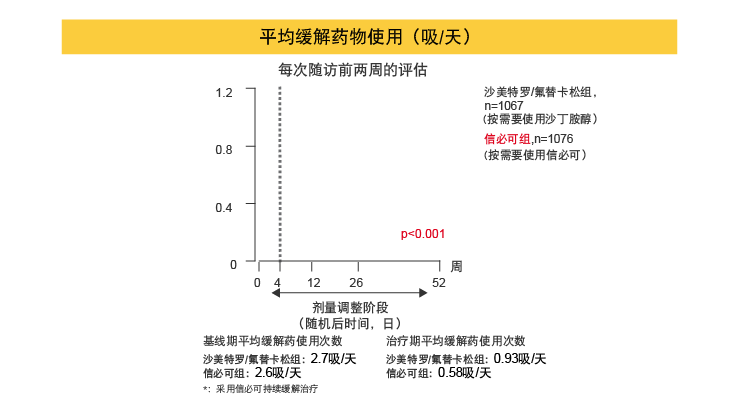 平均缓解药物使用（吸/天）
每次随访前两周的评估
1.2
0.8
0.4
0
沙美特罗/氟替卡松组，
n=1067
（按需要使用沙丁胺醇）
信必可组,n=1076
（按需要使用信必可）
p<0.001
0 4 12 26 52 周
剂量调整阶段
（随机后时间，日）
基线期平均缓解药使用次数
沙美特罗/氟替卡松组：2.7吸/天
信必可组：2.6吸/天
*：采用信必可持续缓解治疗
治疗期平均缓解药使用次数
沙美特罗/氟替卡松组：0.93吸/天
信必可组：0.58吸/天